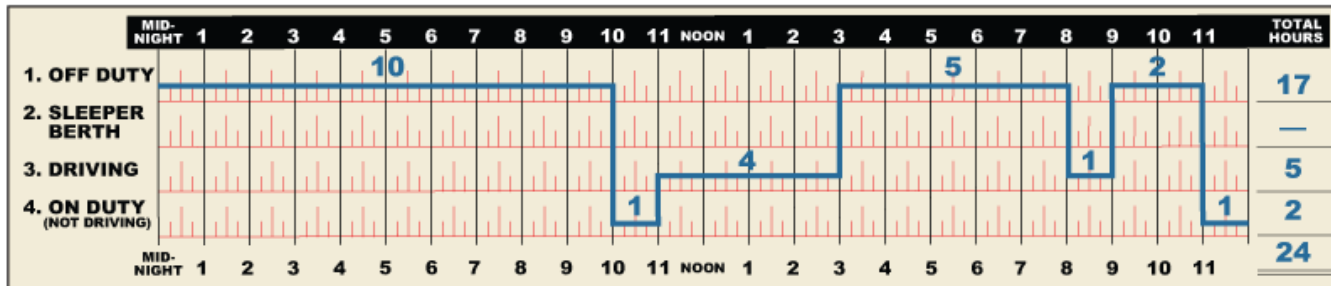 MID-NIGHT 1 2 3 4 5 6 7 8 9 10 11 NOON 1 2 3 4 5 6 7 8 9 10 11 TOTAL HOURS
1. OFF DUTY 10 5 2 17
2. SLEEPER BERTH —
3. DRIVING 4 1 5
4. ON DUTY (NOT DRIVING) 1 1 2
MID-NIGHT 1 2 3 4 5 6 7 8 9 10 11 NOON 1 2 3 4 5 6 7 8 9 10 11 24